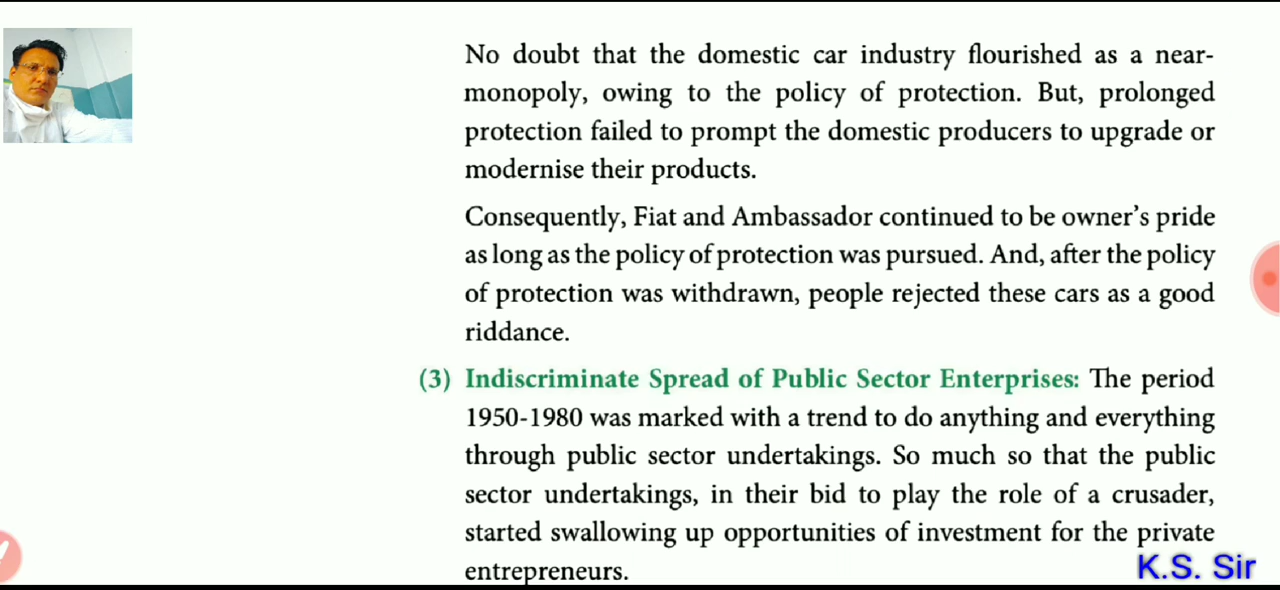 No doubt that the domestic car industry flourished as a near-
monopoly, owing to the policy of protection. But, prolonged
protection failed to prompt the domestic producers to upgrade or
modernise their products.
Consequently, Fiat and Ambassador continued to be owner’s pride
as long as the policy of protection was pursued. And, after the policy
of protection was withdrawn, people rejected these cars as a good
riddance.
(3) Indiscriminate Spread of Public Sector Enterprises: The period
1950-1980 was marked with a trend to do anything and everything
through public sector undertakings. So much so that the public
sector undertakings, in their bid to play the role of a crusader,
started swallowing up opportunities of investment for the private
entrepreneurs.
K.S. Sir